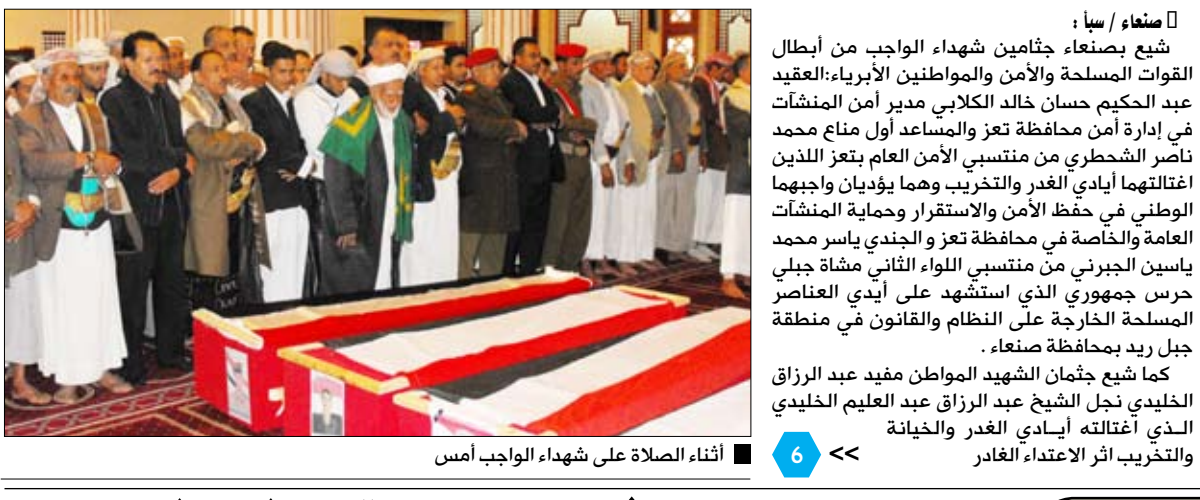 صنعاء / سبأ :
شيع بصنعاء جثامين شهداء الواجب من أبطال
القوات المسلحة والأمن والمواطنين الأبرياء:العقيد
عبد الحكيم حسان خالد الكلابي مدير أمن المنشآت
في إدارة أمن محافظة تعز والمساعد أول مناع محمد
ناصر الشحطري من منتسبي الأمن العام بتعز اللذين
اغتالتهما أيادي الغدر والتخريب وهما يؤديان واجبهما
الوطني في حفظ الأمن والاستقرار وحماية المنشآت
العامة والخاصة في محافظة تعز و الجندي ياسر محمد
ياسين الجبرني من منتسبي اللواء الثاني مشاة جبلي
حرس جمهوري الذي استشهد على أيدي العناصر
المسلحة الخارجة على النظام والقانون في منطقة
جبل ريد بمحافظة صنعاء .
كما شيع جثمان الشهيد المواطن مفيد عبد الرزاق
الخليدي نجل الشيخ عبد الرزاق عبد العليم الخليدي
الـذي اغتالته أيــادي الغدر والخيانة
والتخريب اثر الاعتداء الغادر >> 6
أثناء الصلاة على شهداء الواجب أمس